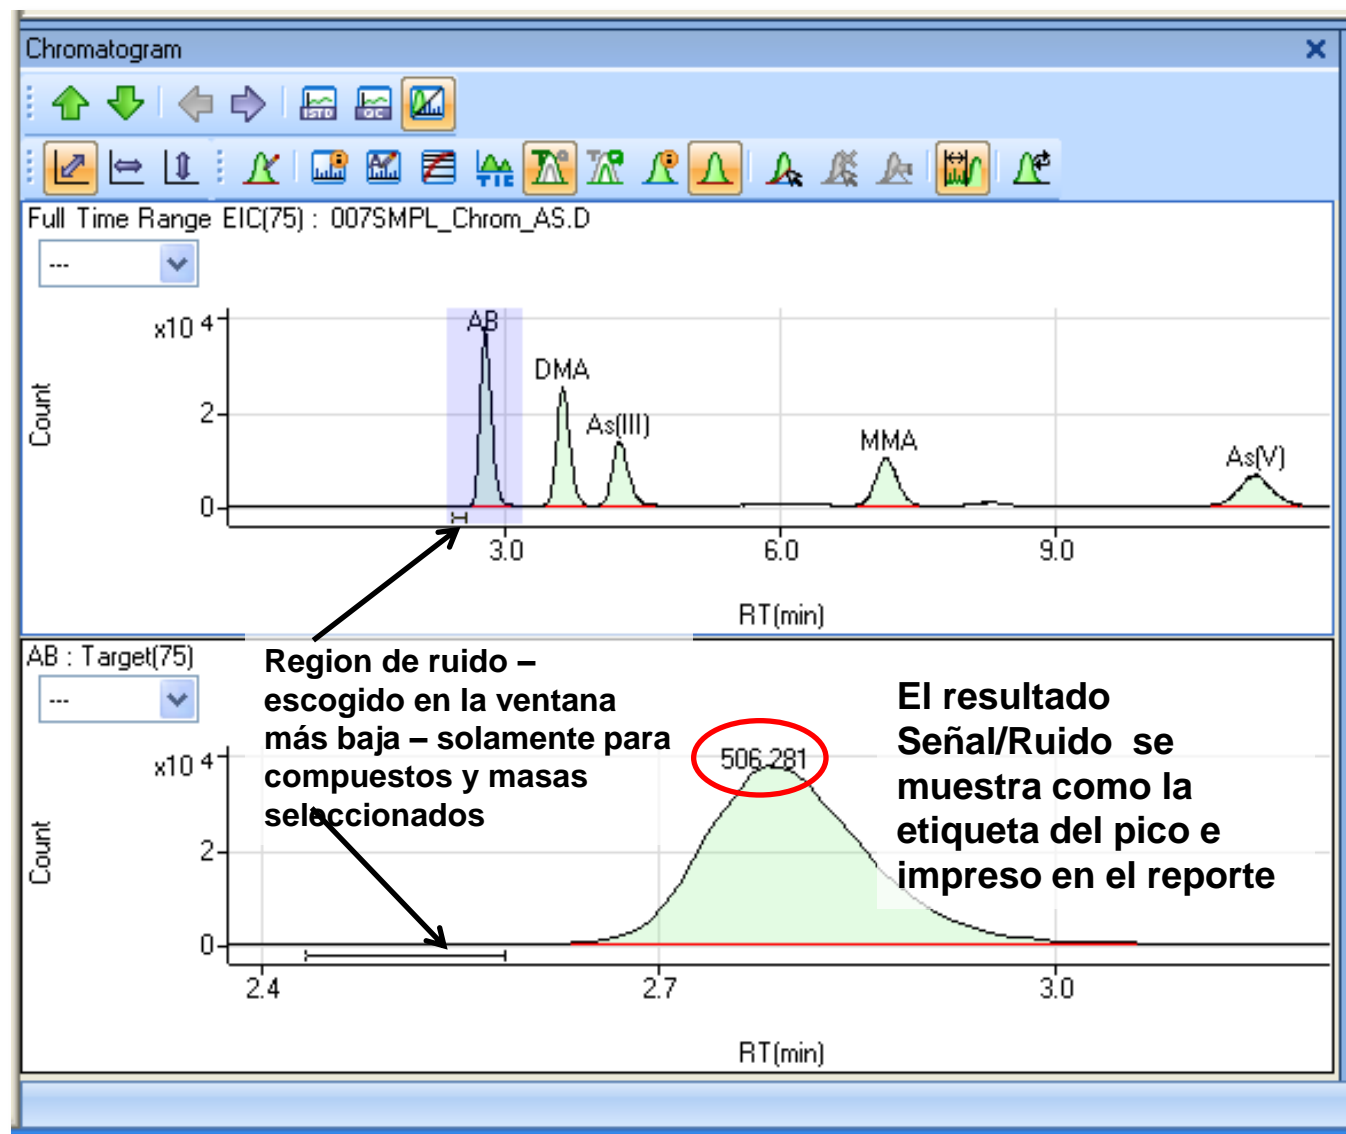 Chromatogram
ISTD
QC
TIC
Full Time Range EIC(75) : 007SMPL_Chrom_AS.D
---
x10 4
AB
DMA
As(III)
MMA
As(V)
Count
2
0
3.0
6.0
9.0
RT(min)
AB : Target(75)
---
Region de ruido –
escogido en la ventana
más baja – solamente para
compuestos y masas
seleccionados
El resultado
Señal/Ruido se
muestra como la
etiqueta del pico e
impreso en el reporte
x10 4
506.281
Count
2
0
2.4
2.7
3.0
RT(min)